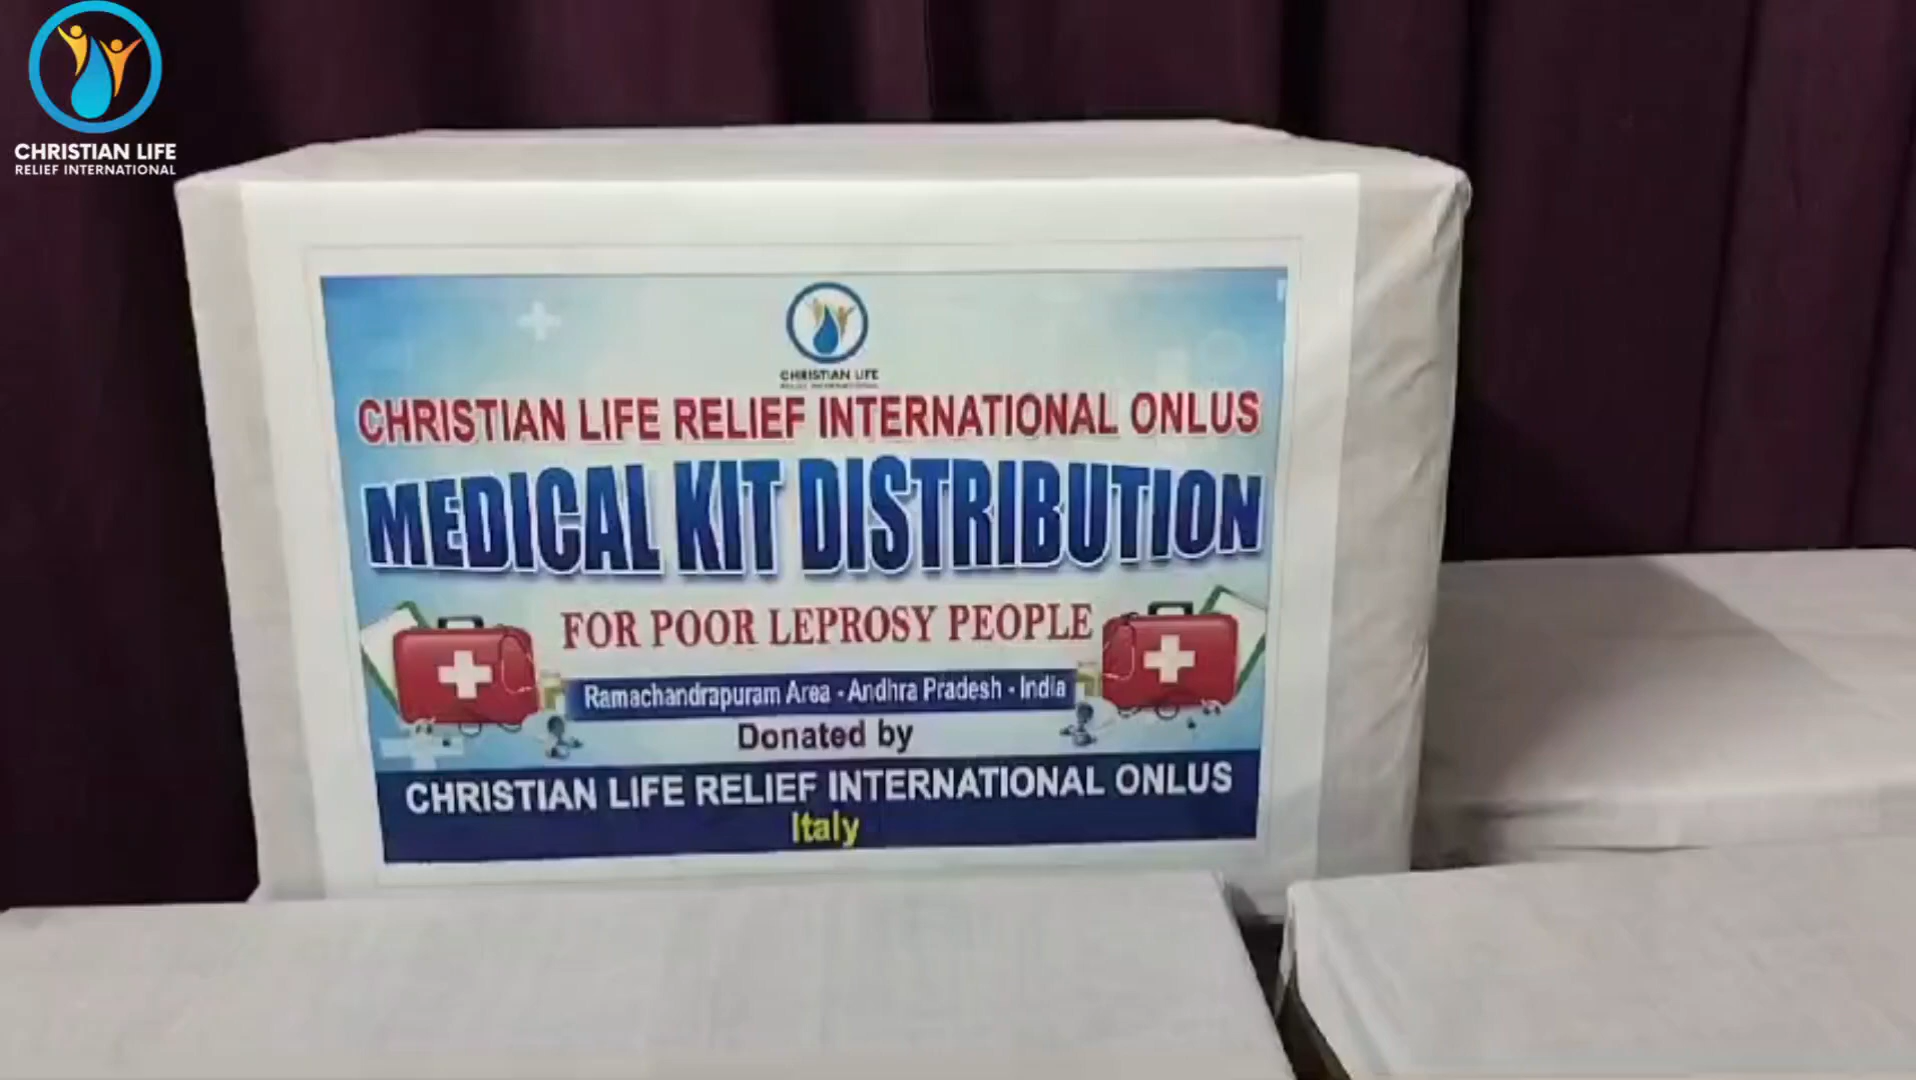 CHRISTIAN LIFE
RELIEF INTERNATIONAL
CHRISTIAN LIFE
CHRISTIAN LIFE RELIEF INTERNATIONAL ONLUS
MEDICAL KIT DISTRIBUTION
FOR POOR LEPROSY PEOPLE
Ramachandrapuram Area - Andhra Pradesh - India
Donated by
CHRISTIAN LIFE RELIEF INTERNATIONAL ONLUS
Italy